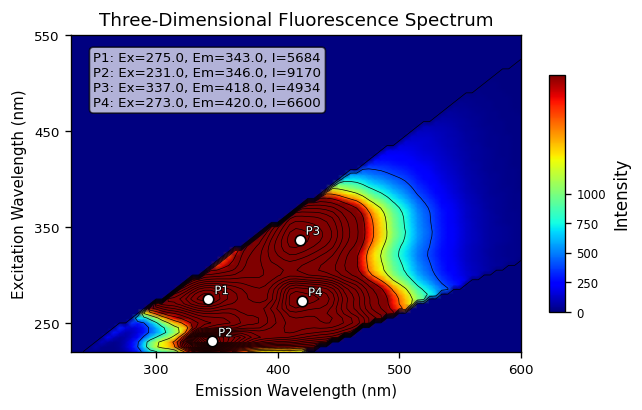 Three-Dimensional Fluorescence Spectrum
550
450
350
250
Excitation Wavelength (nm)
P1: Ex=275.0, Em=343.0, I=5684
P2: Ex=231.0, Em=346.0, I=9170
P3: Ex=337.0, Em=418.0, I=4934
P4: Ex=273.0, Em=420.0, I=6600
P3
P1
P4
P2
300
400
500
600
Emission Wavelength (nm)
1000
750
500
250
0
Intensity